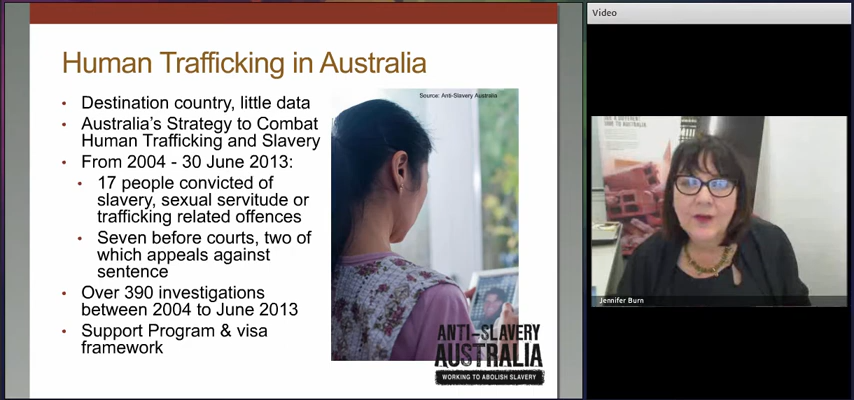 Human Trafficking in Australia
• Destination country, little data
• Australia's Strategy to Combat
Human Trafficking and Slavery
• From 2004 - 30 June 2013:
• 17 people convicted of
slavery, sexual servitude or
trafficking related offences
• Seven before courts, two of
which appeals against
sentence
• Over 390 investigations
between 2004 to June 2013
• Support Program & visa
framework
Source: Anti-Slavery Australia
ANTI-SLAVERY
AUSTRALIA
WORKING TO ABOLISH SLAVERY
Video
Jennifer Burn